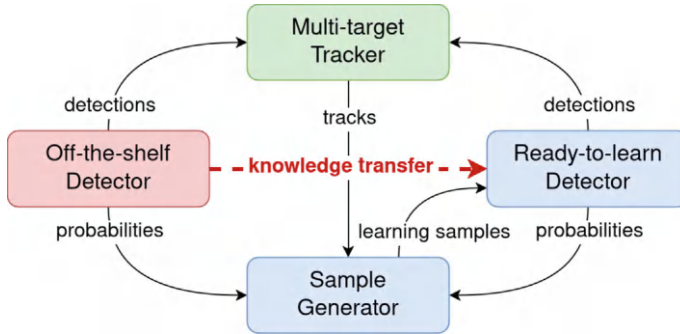 Multi-target
Tracker
detections
detections
tracks
Off-the-shelf
Detector
knowledge transfer
Ready-to-learn
Detector
probabilities
learning samples
probabilities
Sample
Generator